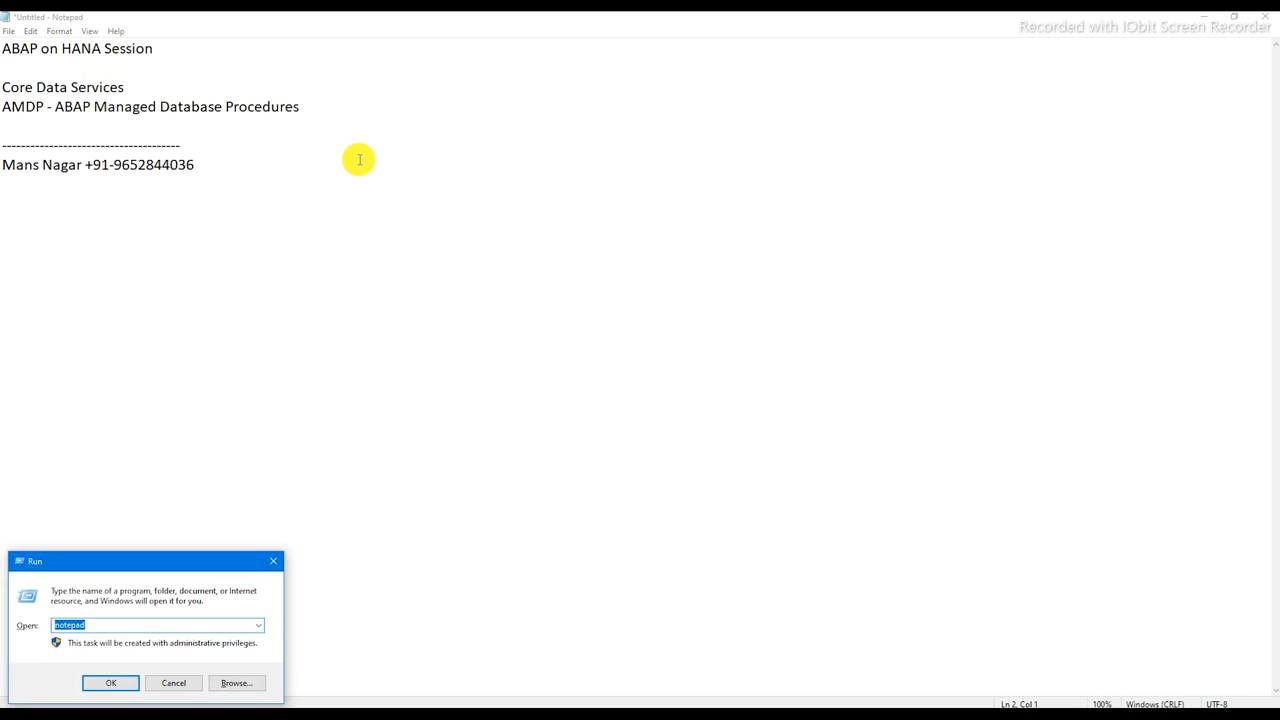 *Untitled - Notepad
Recorded with IObit Screen Recorder
File Edit Format View Help
ABAP on HANA Session
Core Data Services
AMDP - ABAP Managed Database Procedures
--------------------------------------
Mans Nagar +91-9652844036
Run
Type the name of a program, folder, document, or Internet
resource, and Windows will open it for you.
Open: notepad
This task will be created with administrative privileges.
OK Cancel Browse...
Ln 2, Col 1 100% Windows (CRLF) UTF-8